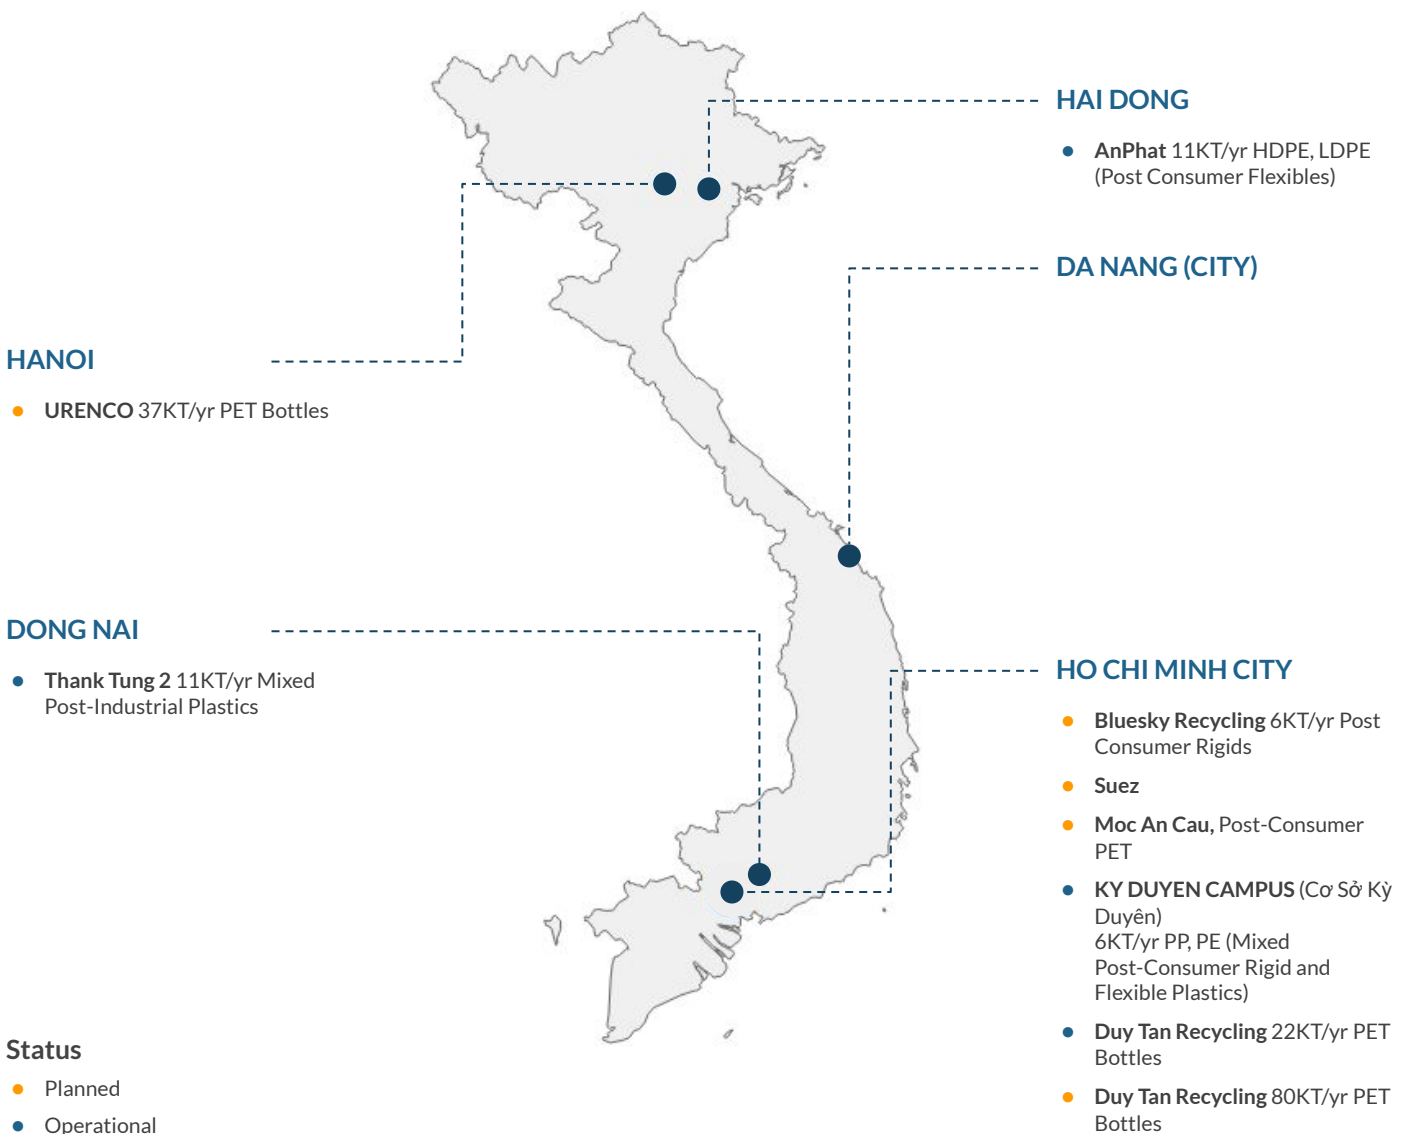 HAI DONG
AnPhat 11KT/yr HDPE, LDPE
(Post Consumer Flexibles)
DA NANG (CITY)
HANOI
URENCO 37KT/yr PET Bottles
DONG NAI
Thank Tung 2 11KT/yr Mixed
Post-Industrial Plastics
HO CHI MINH CITY
Bluesky Recycling 6KT/yr Post
Consumer Rigids
Suez
Moc An Cau, Post-Consumer
PET
KY DUYEN CAMPUS (Cơ Sở Kỳ
Duyên)
6KT/yr PP, PE (Mixed
Post-Consumer Rigid and
Flexible Plastics)
Duy Tan Recycling 22KT/yr PET
Bottles
Duy Tan Recycling 80KT/yr PET
Bottles
Status
Planned
Operational